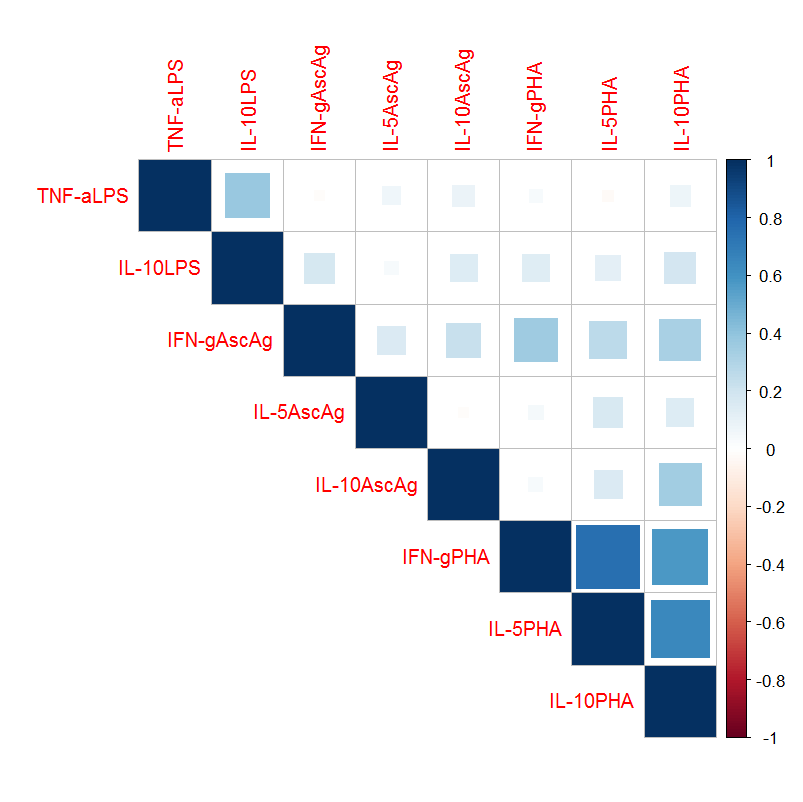 TNF-aLPS
IL-10LPS
IFN-gAscAg
IL-5AscAg
IL-10AscAg
IFN-gPHA
IL-5PHA
IL-10PHA
TNF-aLPS
IL-10LPS
IFN-gAscAg
IL-5AscAg
IL-10AscAg
IFN-gPHA
IL-5PHA
IL-10PHA
1
0.8
0.6
0.4
0.2
0
-0.2
-0.4
-0.6
-0.8
-1